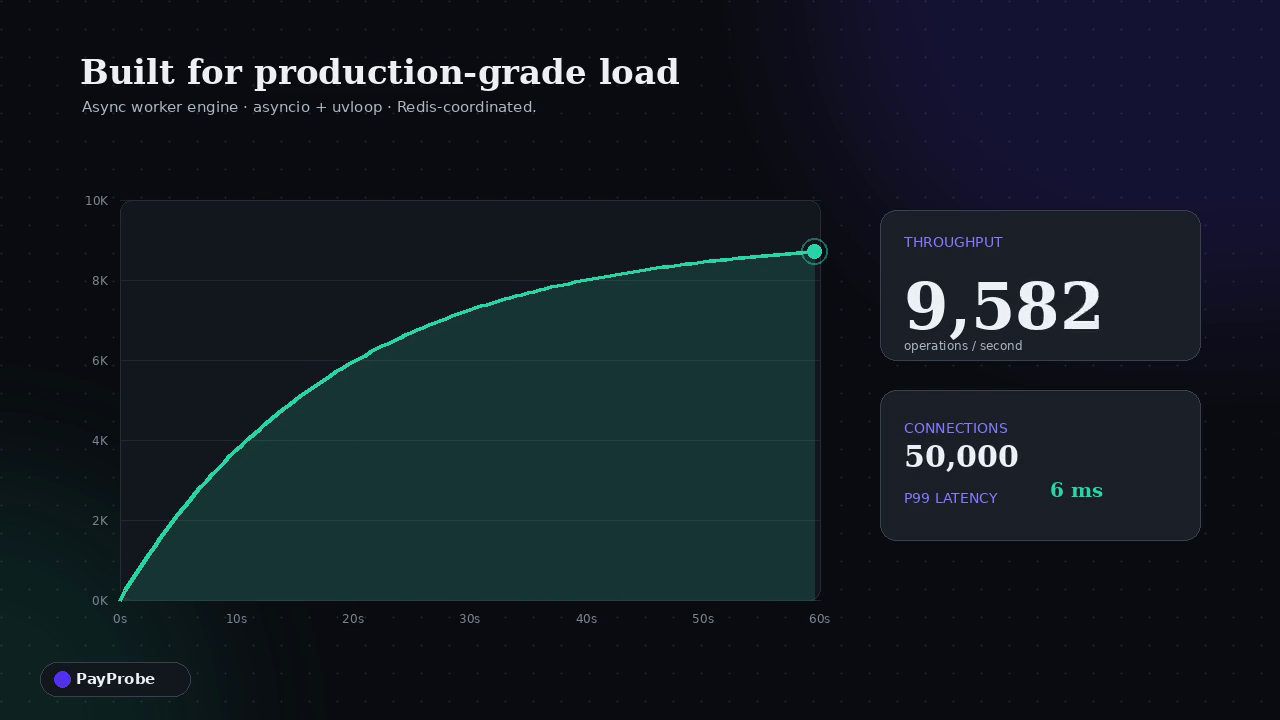 Built for production-grade load
Async worker engine · asyncio + uvloop · Redis-coordinated.
10K
8K
6K
4K
2K
0K
0s 10s 20s 30s 40s 50s 60s
THROUGHPUT
9,582
operations / second
CONNECTIONS
50,000
P99 LATENCY 6 ms
PayProbe